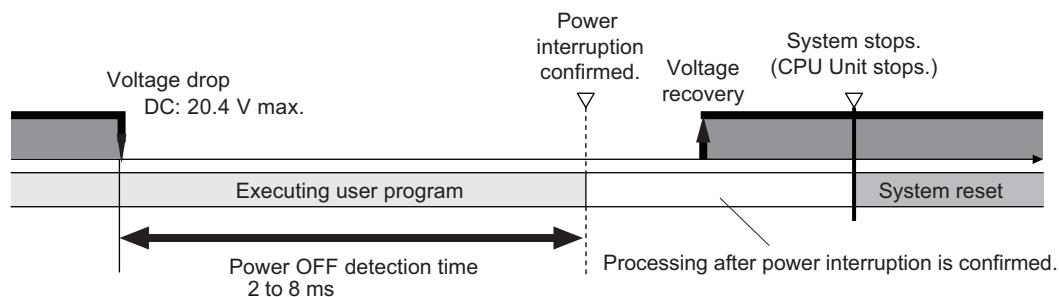 Power
interruption
confirmed.
System stops.
(CPU Unit stops.)
Voltage drop
DC: 20.4 V max.
Voltage
recovery
Executing user program
System reset
Power OFF detection time
2 to 8 ms
Processing after power interruption is confirmed.